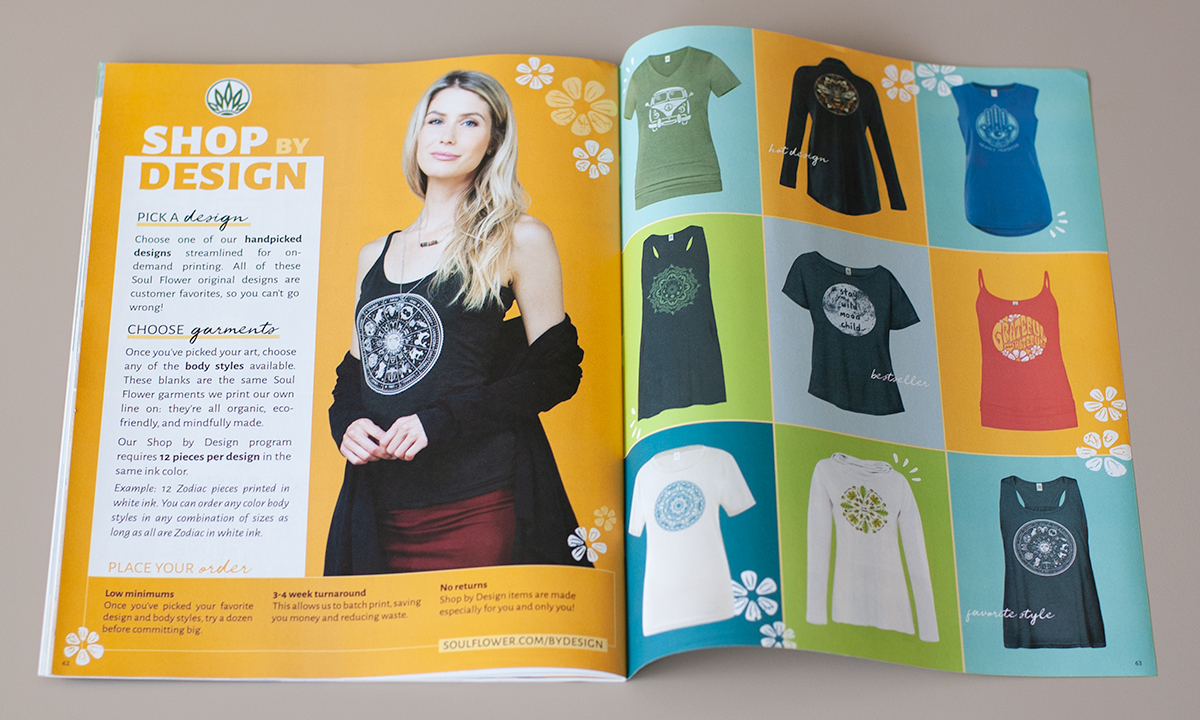 SHOP BY
DESIGN
PICK A design
Choose one of our handpicked
designs streamlined for on-
demand printing. All of these
Soul Flower original designs are
customer favorites, so you can't go
wrong!
CHOOSE garments
Once you've picked your art, choose
any of the body styles available.
These blanks are the same Soul
Flower garments we print our own
line on: they're all organic, eco-
friendly, and mindfully made.
Our Shop by Design program
requires 12 pieces per design in the
same ink color.
Example: 12 Zodiac pieces printed in
white ink. You can order any color body
styles in any combination of sizes as
long as all are Zodiac in white ink.
PLACE YOUR order
Low minimums
Once you've picked your favorite
design and body styles, try a dozen
before committing big.
3-4 week turnaround
This allows us to batch print, saving
you money and reducing waste.
No returns
Shop by Design items are made
especially for you and only you!
SOULFLOWER.COM/BYDESIGN
62
hot design
stay
wild
moon
child
bestseller
GRATEFUL
favorite style
63